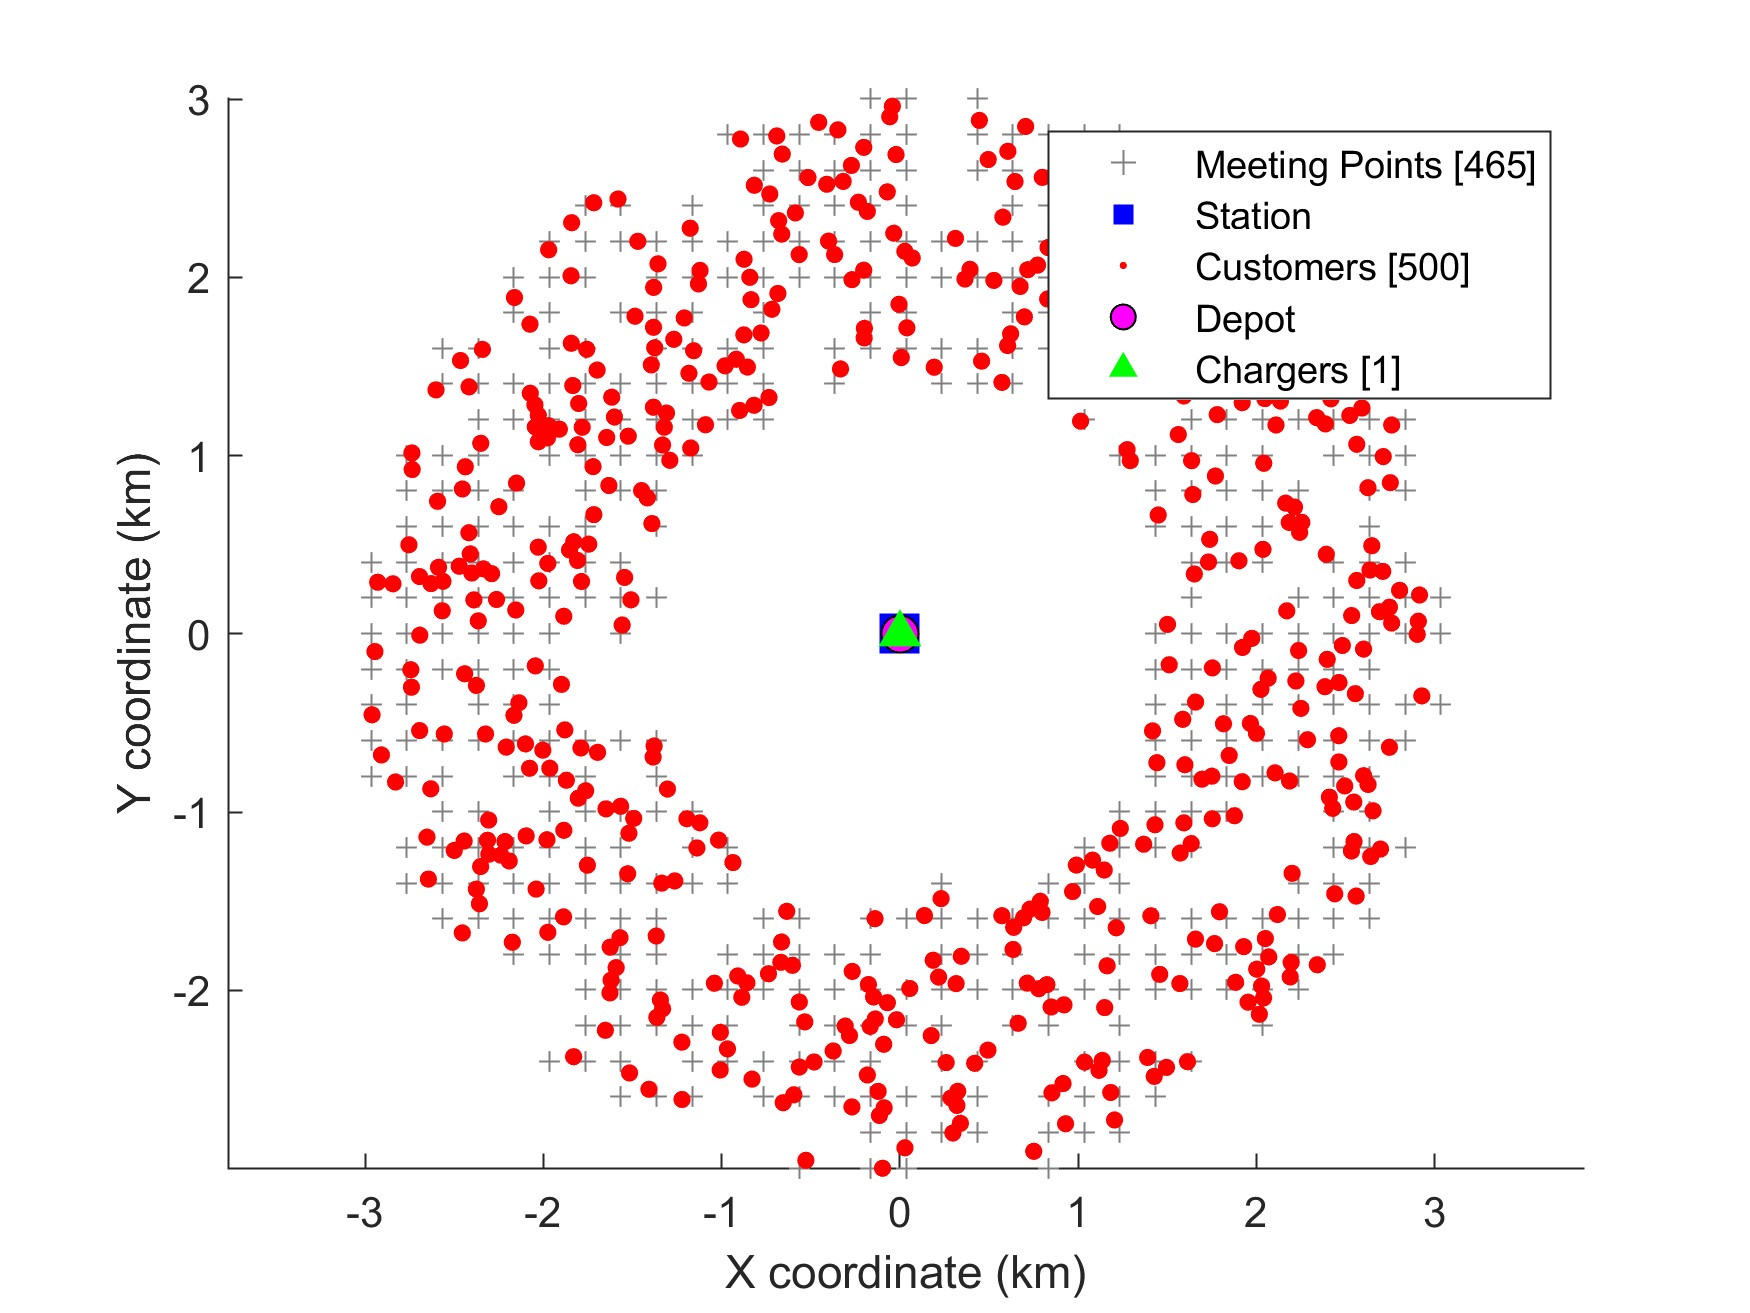 3
2
1
0
-1
-2
Y coordinate (km)
Meeting Points [465]
Station
Customers [500]
Depot
Chargers [1]
-3 -2 -1 0 1 2 3
X coordinate (km)